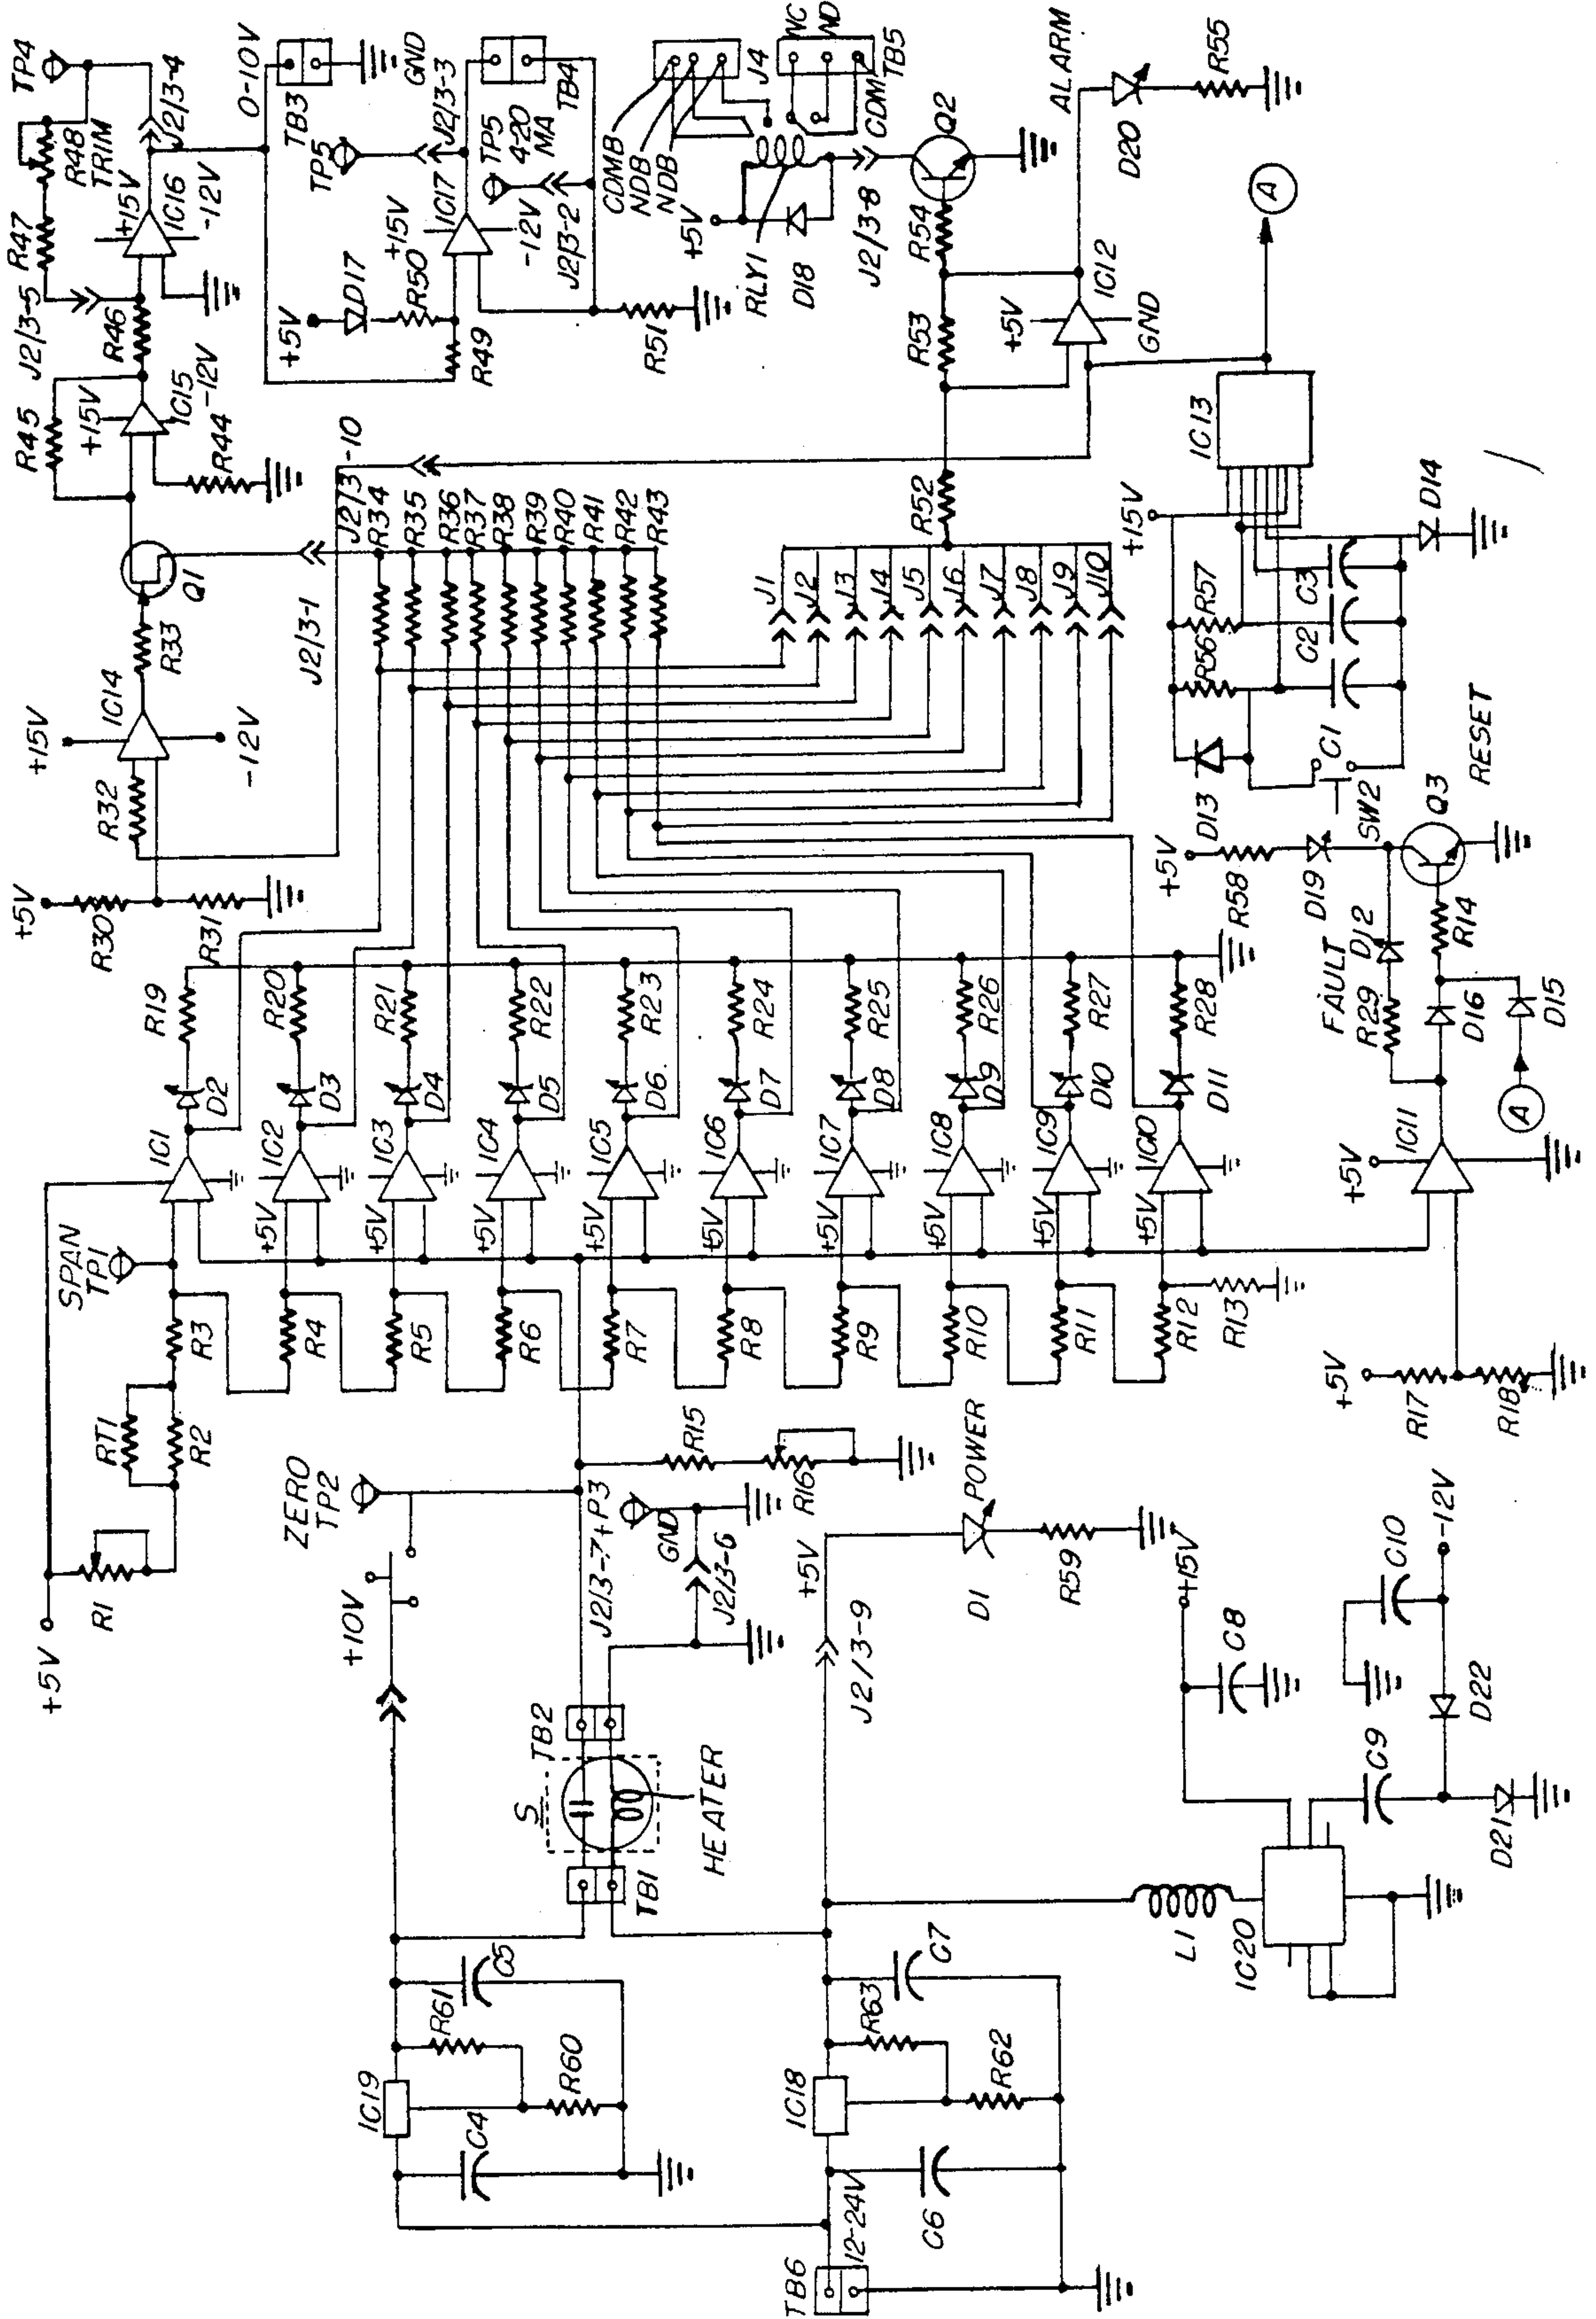 TP4
R48
TRIM
J2/3-4
+15V
IC16
-12V
R47
J2/3-5
R46
R45
+15V
IC15
-12V
R44
0-10V
TB3
GND
TP5
J2/3-3
IC17
TP5
4-20
MA
TB4
+5V
D17
R50
+15V
-12V
J2/3-2
R49
R51
CDMB
NDB
NDB
J4
NC
ND
CDM
TB5
+5V
RLY1
D18
J2/3-8
Q2
R54
ALARM
D20
R55
R53
+5V
IC12
GND
A
+15V
IC14
-12V
R32
R33
Q1
J2/3-1
J2/3-10
R34
R35
R36
R37
R38
R39
R40
R41
R42
R43
R52
J1
J2
J3
J4
J5
J6
J7
J8
J9
J10
+15V
IC13
R57
R56
C3
C2
C1
D14
D13
SW2
RESET
+5V
R30
R31
R19
R20
R21
R22
R23
R24
R25
R26
R27
R28
D2
D3
D4
D5
D6
D7
D8
D9
D10
D11
IC1
IC2
IC3
IC4
IC5
IC6
IC7
IC8
IC9
IC10
+5V
+5V
+5V
+5V
+5V
+5V
+5V
+5V
+5V
+5V
R58
D19
Q3
FAULT
D12
R29
R14
D16
D15
A
+5V
IC11
SPAN
TP1
R3
R4
R5
R6
R7
R8
R9
R10
R11
R12
R13
RT1
R2
R1
+5V
+5V
R17
R18
ZERO
TP2
+10V
R15
R16
J2/3-7
TP3
GND
J2/3-6
+5V
POWER
D1
R59
J2/3-9
TB2
S
HEATER
TB1
+15V
C8
C10
-12V
D22
C9
D21
L1
IC20
C5
R61
R60
IC19
C4
C7
R63
R62
IC18
C6
12-24V
TB6